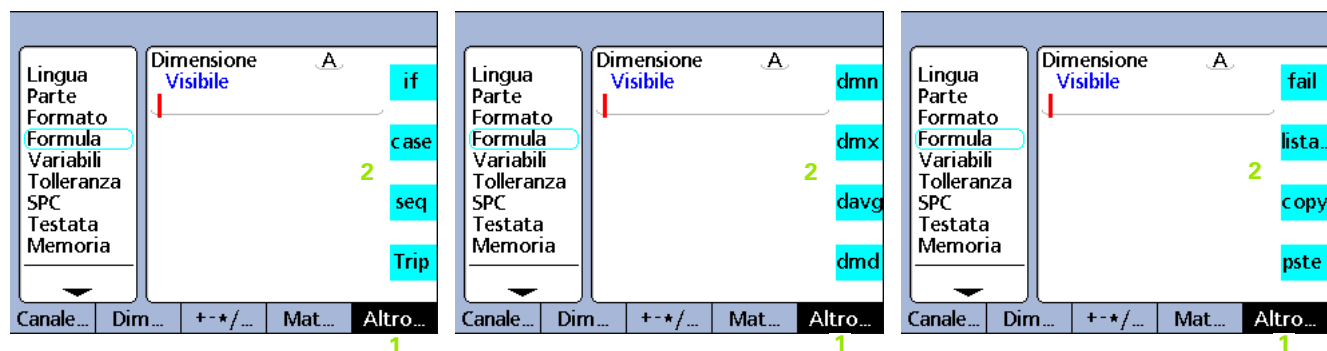 Lingua
Parte
Formato
Formula
Variabili
Tolleranza
SPC
Testata
Memoria
Dimensione A
Visibile
if
case
2
seq
Trip
Canale... Dim... +-*/... Mat... Altro...
1
Lingua
Parte
Formato
Formula
Variabili
Tolleranza
SPC
Testata
Memoria
Dimensione A
Visibile
dmn
dmx
2
davg
dmd
Canale... Dim... +-*/... Mat... Altro...
1
Lingua
Parte
Formato
Formula
Variabili
Tolleranza
SPC
Testata
Memoria
Dimensione A
Visibile
fail
lista..
2
copy
pste
Canale... Dim... +-*/... Mat... Altro...
1